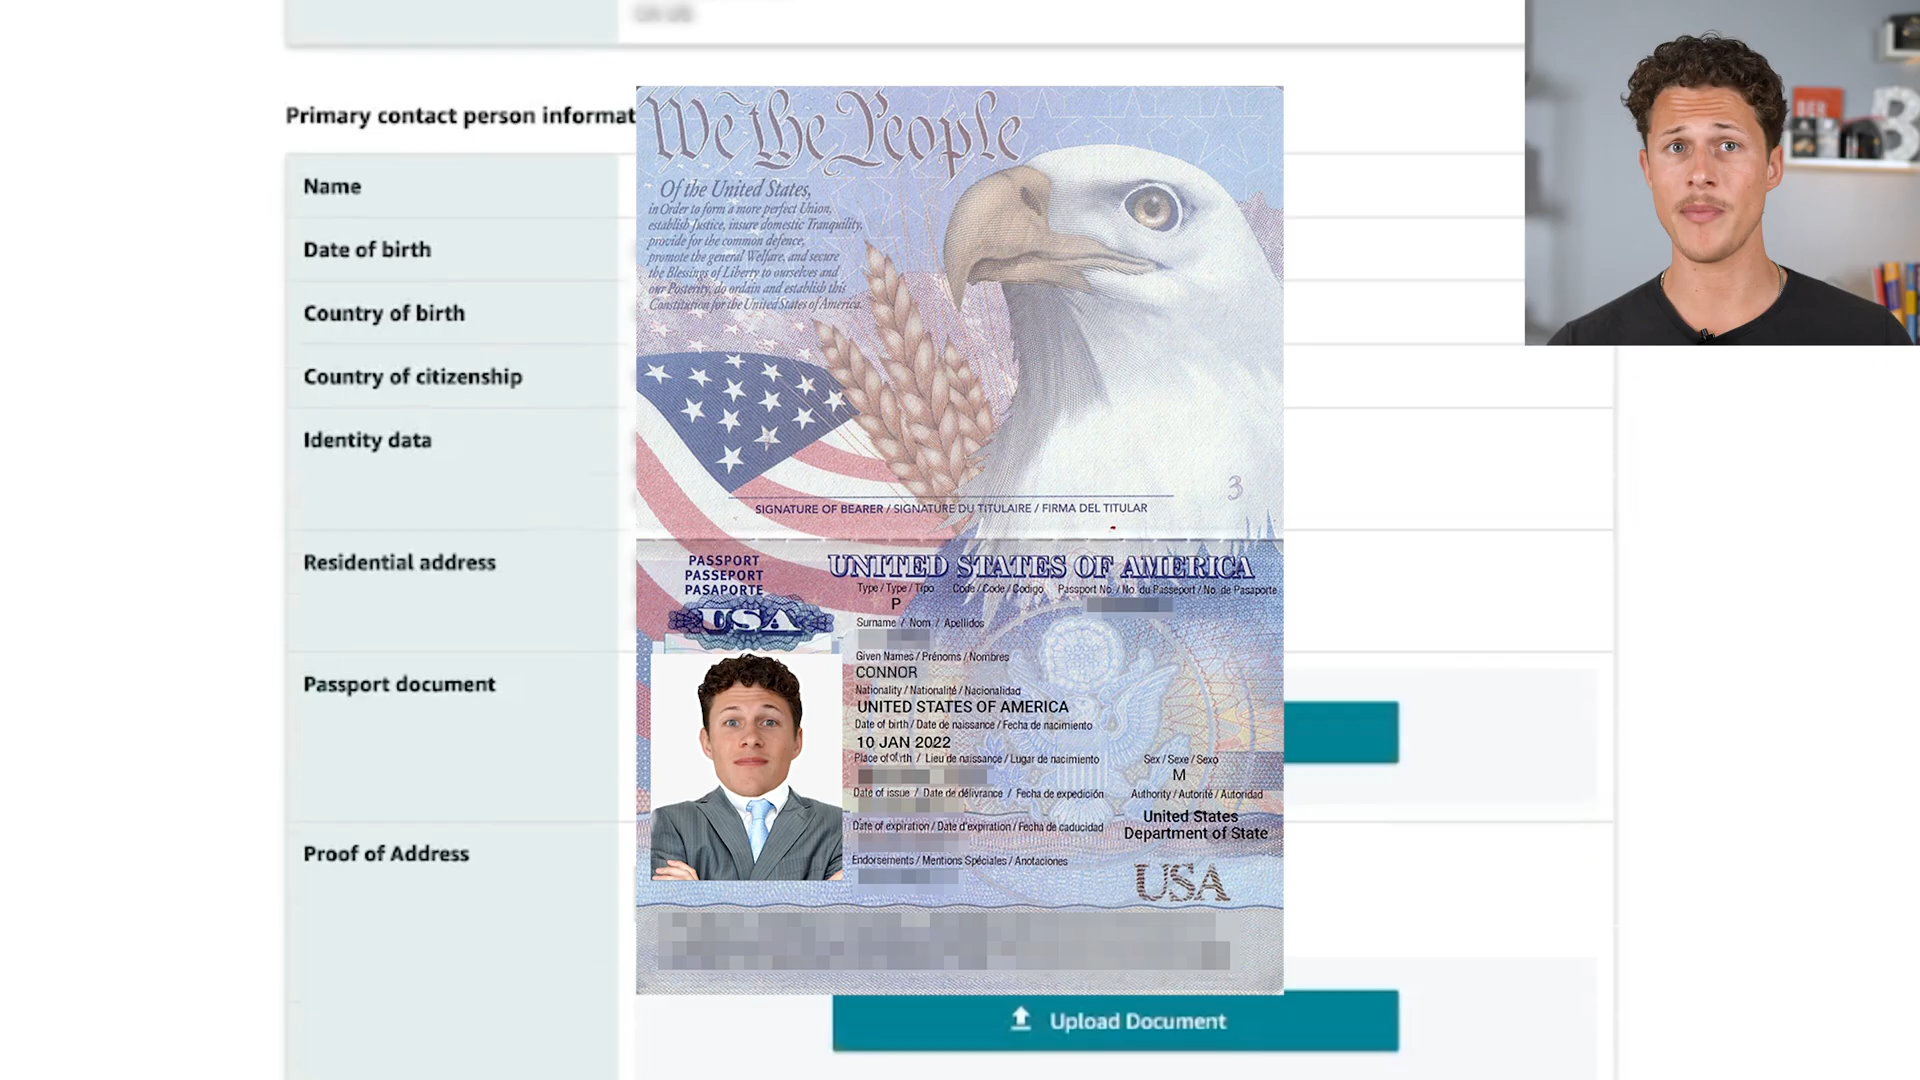 Primary contact person informat
Name
Date of birth
Country of birth
Country of citizenship
Identity data
Residential address
Passport document
Proof of Address
We the People
Of the United States,
in Order to form a more perfect Union,
establish Justice, insure domestic Tranquility,
provide for the common defence,
promote the general Welfare, and secure
the Blessings of Liberty to ourselves and
our Posterity, do ordain and establish this
Constitution for the United States of America.
3
SIGNATURE OF BEARER / SIGNATURE DU TITULAIRE / FIRMA DEL TITULAR
PASSPORT
PASSEPORT
PASAPORTE
USA
UNITED STATES OF AMERICA
Type / Type / Tipo Code / Code / Codigo Passport No. / No. du Passeport / No. de Pasaporte
P
Surname / Nom / Apellidos
Given Names / Prénoms / Nombres
CONNOR
Nationality / Nationalité / Nacionalidad
UNITED STATES OF AMERICA
Date of birth / Date de naissance / Fecha de nacimiento
10 JAN 2022
Place of birth / Lieu de naissance / Lugar de nacimiento Sex / Sexe / Sexo
M
Date of issue / Date de délivrance / Fecha de expedición Authority / Autorité / Autoridad
United States
Date of expiration / Date d'expiration / Fecha de caducidad Department of State
Endorsements / Mentions Spéciales / Anotaciones
USA
Upload Document
DER
B